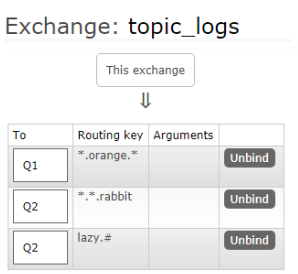 Exchange: topic_logs
This exchange
⇓
To Routing key Arguments
Q1 *.orange.* Unbind
Q2 *.*.rabbit Unbind
Q2 lazy.# Unbind